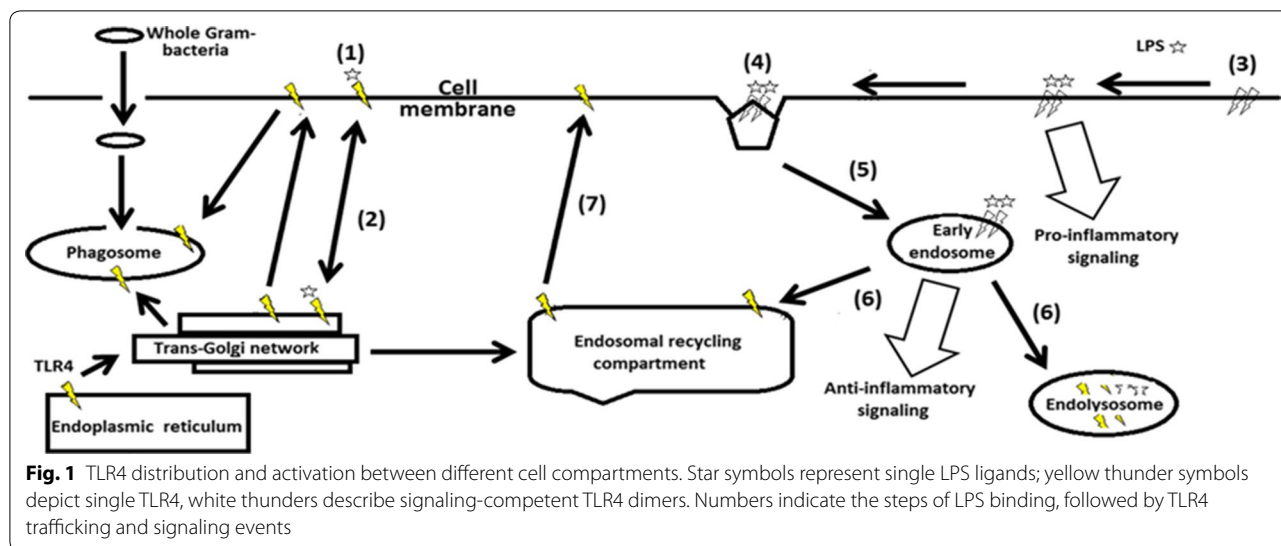 Whole Gram-
bacteria
(1)
LPS
(3)
(4)
Cell
membrane
(5)
(2)
(7)
Early
endosome
Pro-inflammatory
signaling
Phagosome
(6)
(6)
Trans-Golgi network
Endosomal recycling
compartment
TLR4
Anti-inflammatory
signaling
Endolysosome
Endoplasmic reticulum
Fig. 1 TLR4 distribution and activation between different cell compartments. Star symbols represent single LPS ligands; yellow thunder symbols
depict single TLR4, white thunders describe signaling-competent TLR4 dimers. Numbers indicate the steps of LPS binding, followed by TLR4
trafficking and signaling events